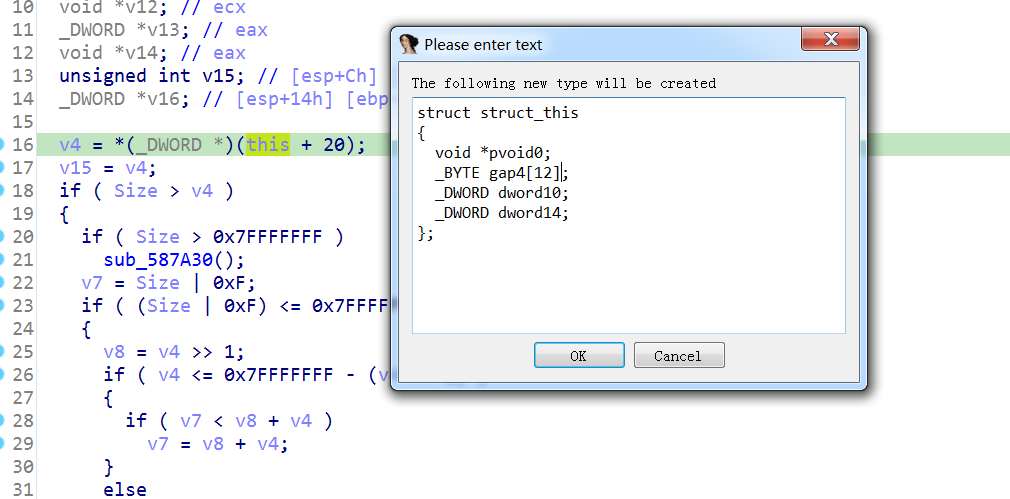 10 void *v12; // ecx
11 _DWORD *v13; // eax
12 void *v14; // eax
13 unsigned int v15; // [esp+Ch]
14 _DWORD *v16; // [esp+14h] [ebp
15
16 v4 = *(_DWORD *)(this + 20);
17 v15 = v4;
18 if ( Size > v4 )
19 {
20 if ( Size > 0x7FFFFFFF )
21 sub_587A30();
22 v7 = Size | 0xF;
23 if ( (Size | 0xF) <= 0x7FFFF
24 {
25 v8 = v4 >> 1;
26 if ( v4 <= 0x7FFFFFFF - (v
27 {
28 if ( v7 < v8 + v4 )
29 v7 = v8 + v4;
30 }
31 else
Please enter text
The following new type will be created
struct struct_this
{
void *pvoid0;
_BYTE gap4[12];
_DWORD dword10;
_DWORD dword14;
};
OK
Cancel